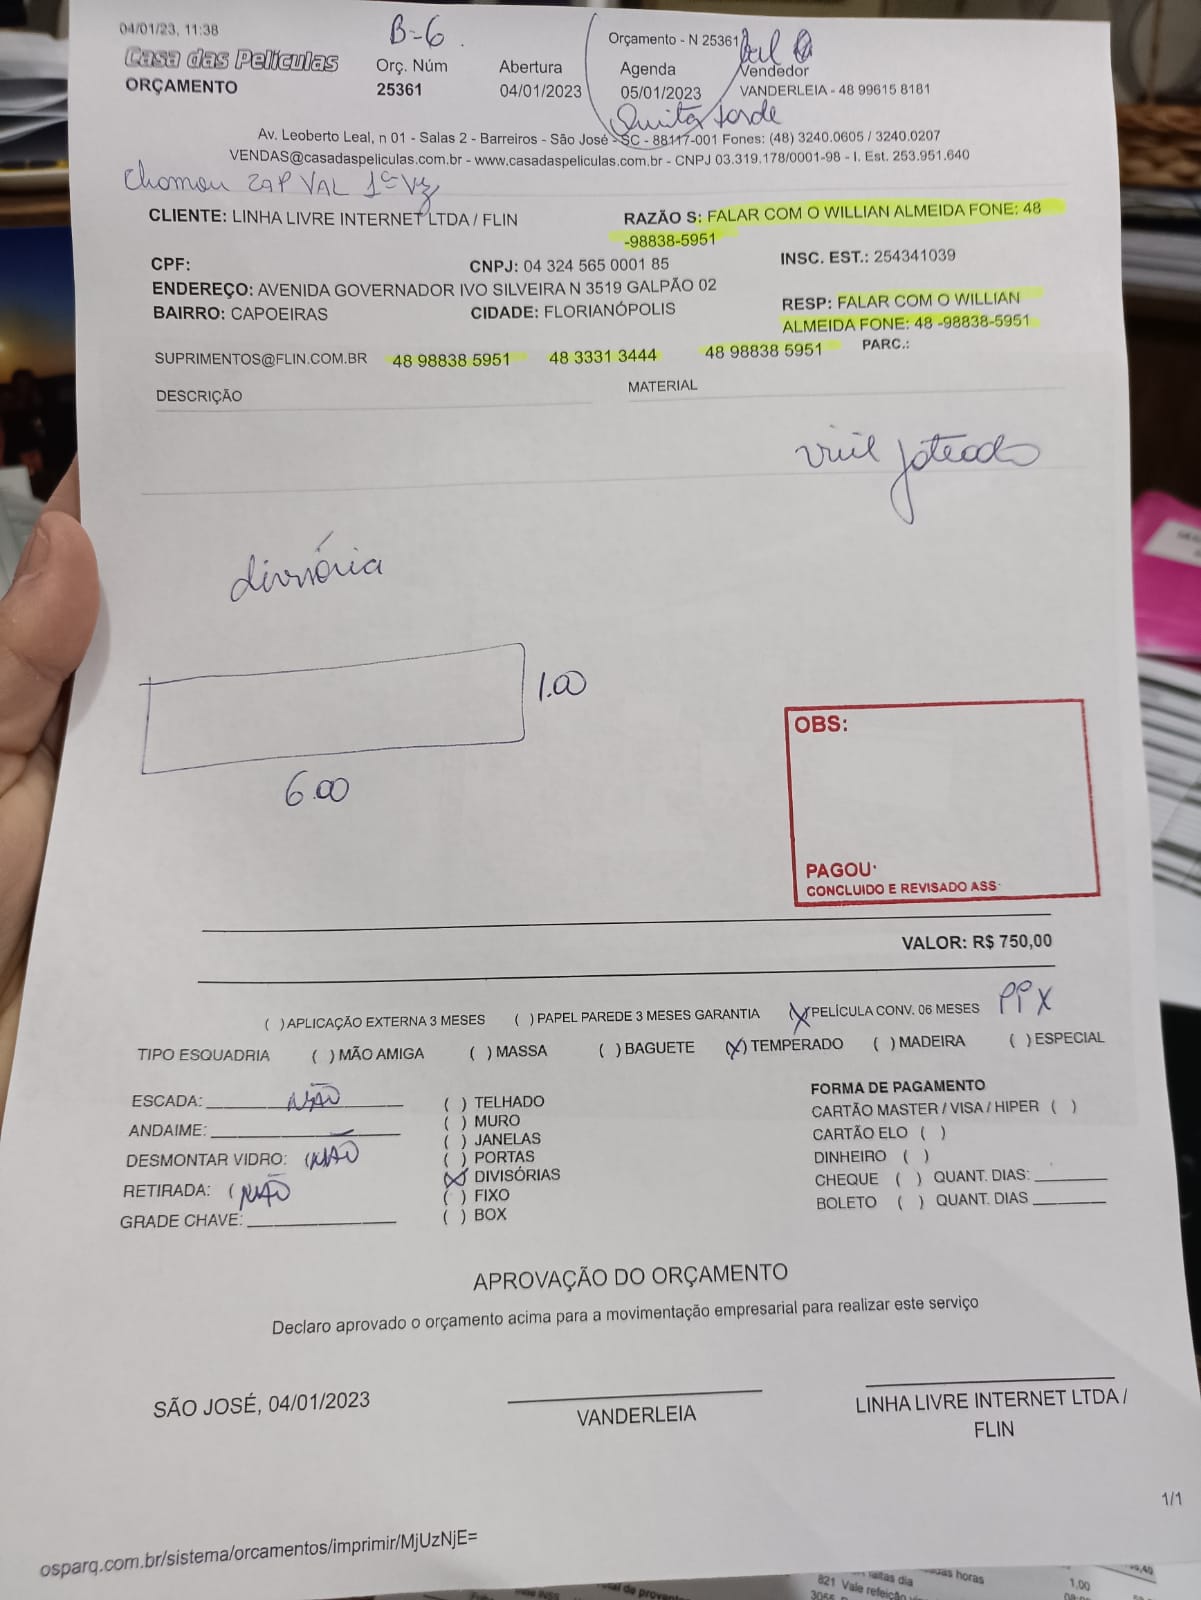 04/01/23, 11:38
B=6
Orçamento - N 25361
Casa das Películas
Orç. Núm
Abertura
Agenda
Vendedor
ORÇAMENTO
25361
04/01/2023
05/01/2023
VANDERLEIA - 48 99615 8181
Quinta tarde
Av. Leoberto Leal, n 01 - Salas 2 - Barreiros - São José - SC - 88117-001 Fones: (48) 3240.0605 / 3240.0207
VENDAS@casadaspeliculas.com.br - www.casadaspeliculas.com.br - CNPJ 03.319.178/0001-98 - I. Est. 253.951.640
Chamou ZAP VAL 1ª Vz
CLIENTE: LINHA LIVRE INTERNET LTDA / FLIN
RAZÃO S: FALAR COM O WILLIAN ALMEIDA FONE: 48
-98838-5951
CPF:
CNPJ: 04 324 565 0001 85
INSC. EST.: 254341039
ENDEREÇO: AVENIDA GOVERNADOR IVO SILVEIRA N 3519 GALPÃO 02
BAIRRO: CAPOEIRAS
CIDADE: FLORIANÓPOLIS
RESP: FALAR COM O WILLIAN
ALMEIDA FONE: 48 -98838-5951
SUPRIMENTOS@FLIN.COM.BR
48 98838 5951
48 3331 3444
48 98838 5951
PARC.:
DESCRIÇÃO
MATERIAL
jateado
divisória
1.00
6.00
OBS:
PAGOU:
CONCLUIDO E REVISADO ASS:
VALOR: R$ 750,00
( ) APLICAÇÃO EXTERNA 3 MESES ( ) PAPEL PAREDE 3 MESES GARANTIA (X) PELÍCULA CONV. 06 MESES PPX
TIPO ESQUADRIA ( ) MÃO AMIGA ( ) MASSA ( ) BAGUETE (X) TEMPERADO ( ) MADEIRA ( ) ESPECIAL
ESCADA: NÃO
ANDAIME:
DESMONTAR VIDRO: (NÃO
RETIRADA: ( NÃO
GRADE CHAVE:
( ) TELHADO
( ) MURO
( ) JANELAS
( ) PORTAS
(X) DIVISÓRIAS
( ) FIXO
( ) BOX
FORMA DE PAGAMENTO
CARTÃO MASTER / VISA / HIPER ( )
CARTÃO ELO ( )
DINHEIRO ( )
CHEQUE ( ) QUANT. DIAS:
BOLETO ( ) QUANT. DIAS
APROVAÇÃO DO ORÇAMENTO
Declaro aprovado o orçamento acima para a movimentação empresarial para realizar este serviço
SÃO JOSÉ, 04/01/2023
VANDERLEIA
LINHA LIVRE INTERNET LTDA /
FLIN
1/1
osparq.com.br/sistema/orcamentos/imprimir/MjUzNjE=
821 Vale refeição
1,00